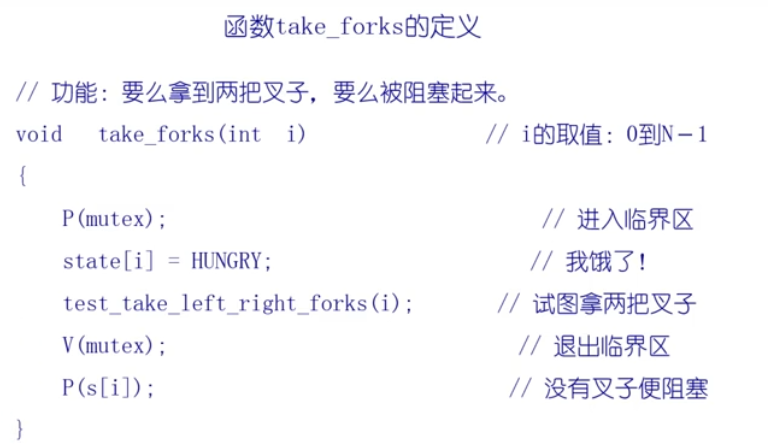 函数take_forks的定义
// 功能：要么拿到两把叉子，要么被阻塞起来。
void take_forks(int i) // i的取值：0到N－1
{
P(mutex); // 进入临界区
state[i] = HUNGRY; // 我饿了！
test_take_left_right_forks(i); // 试图拿两把叉子
V(mutex); // 退出临界区
P(s[i]); // 没有叉子便阻塞
}